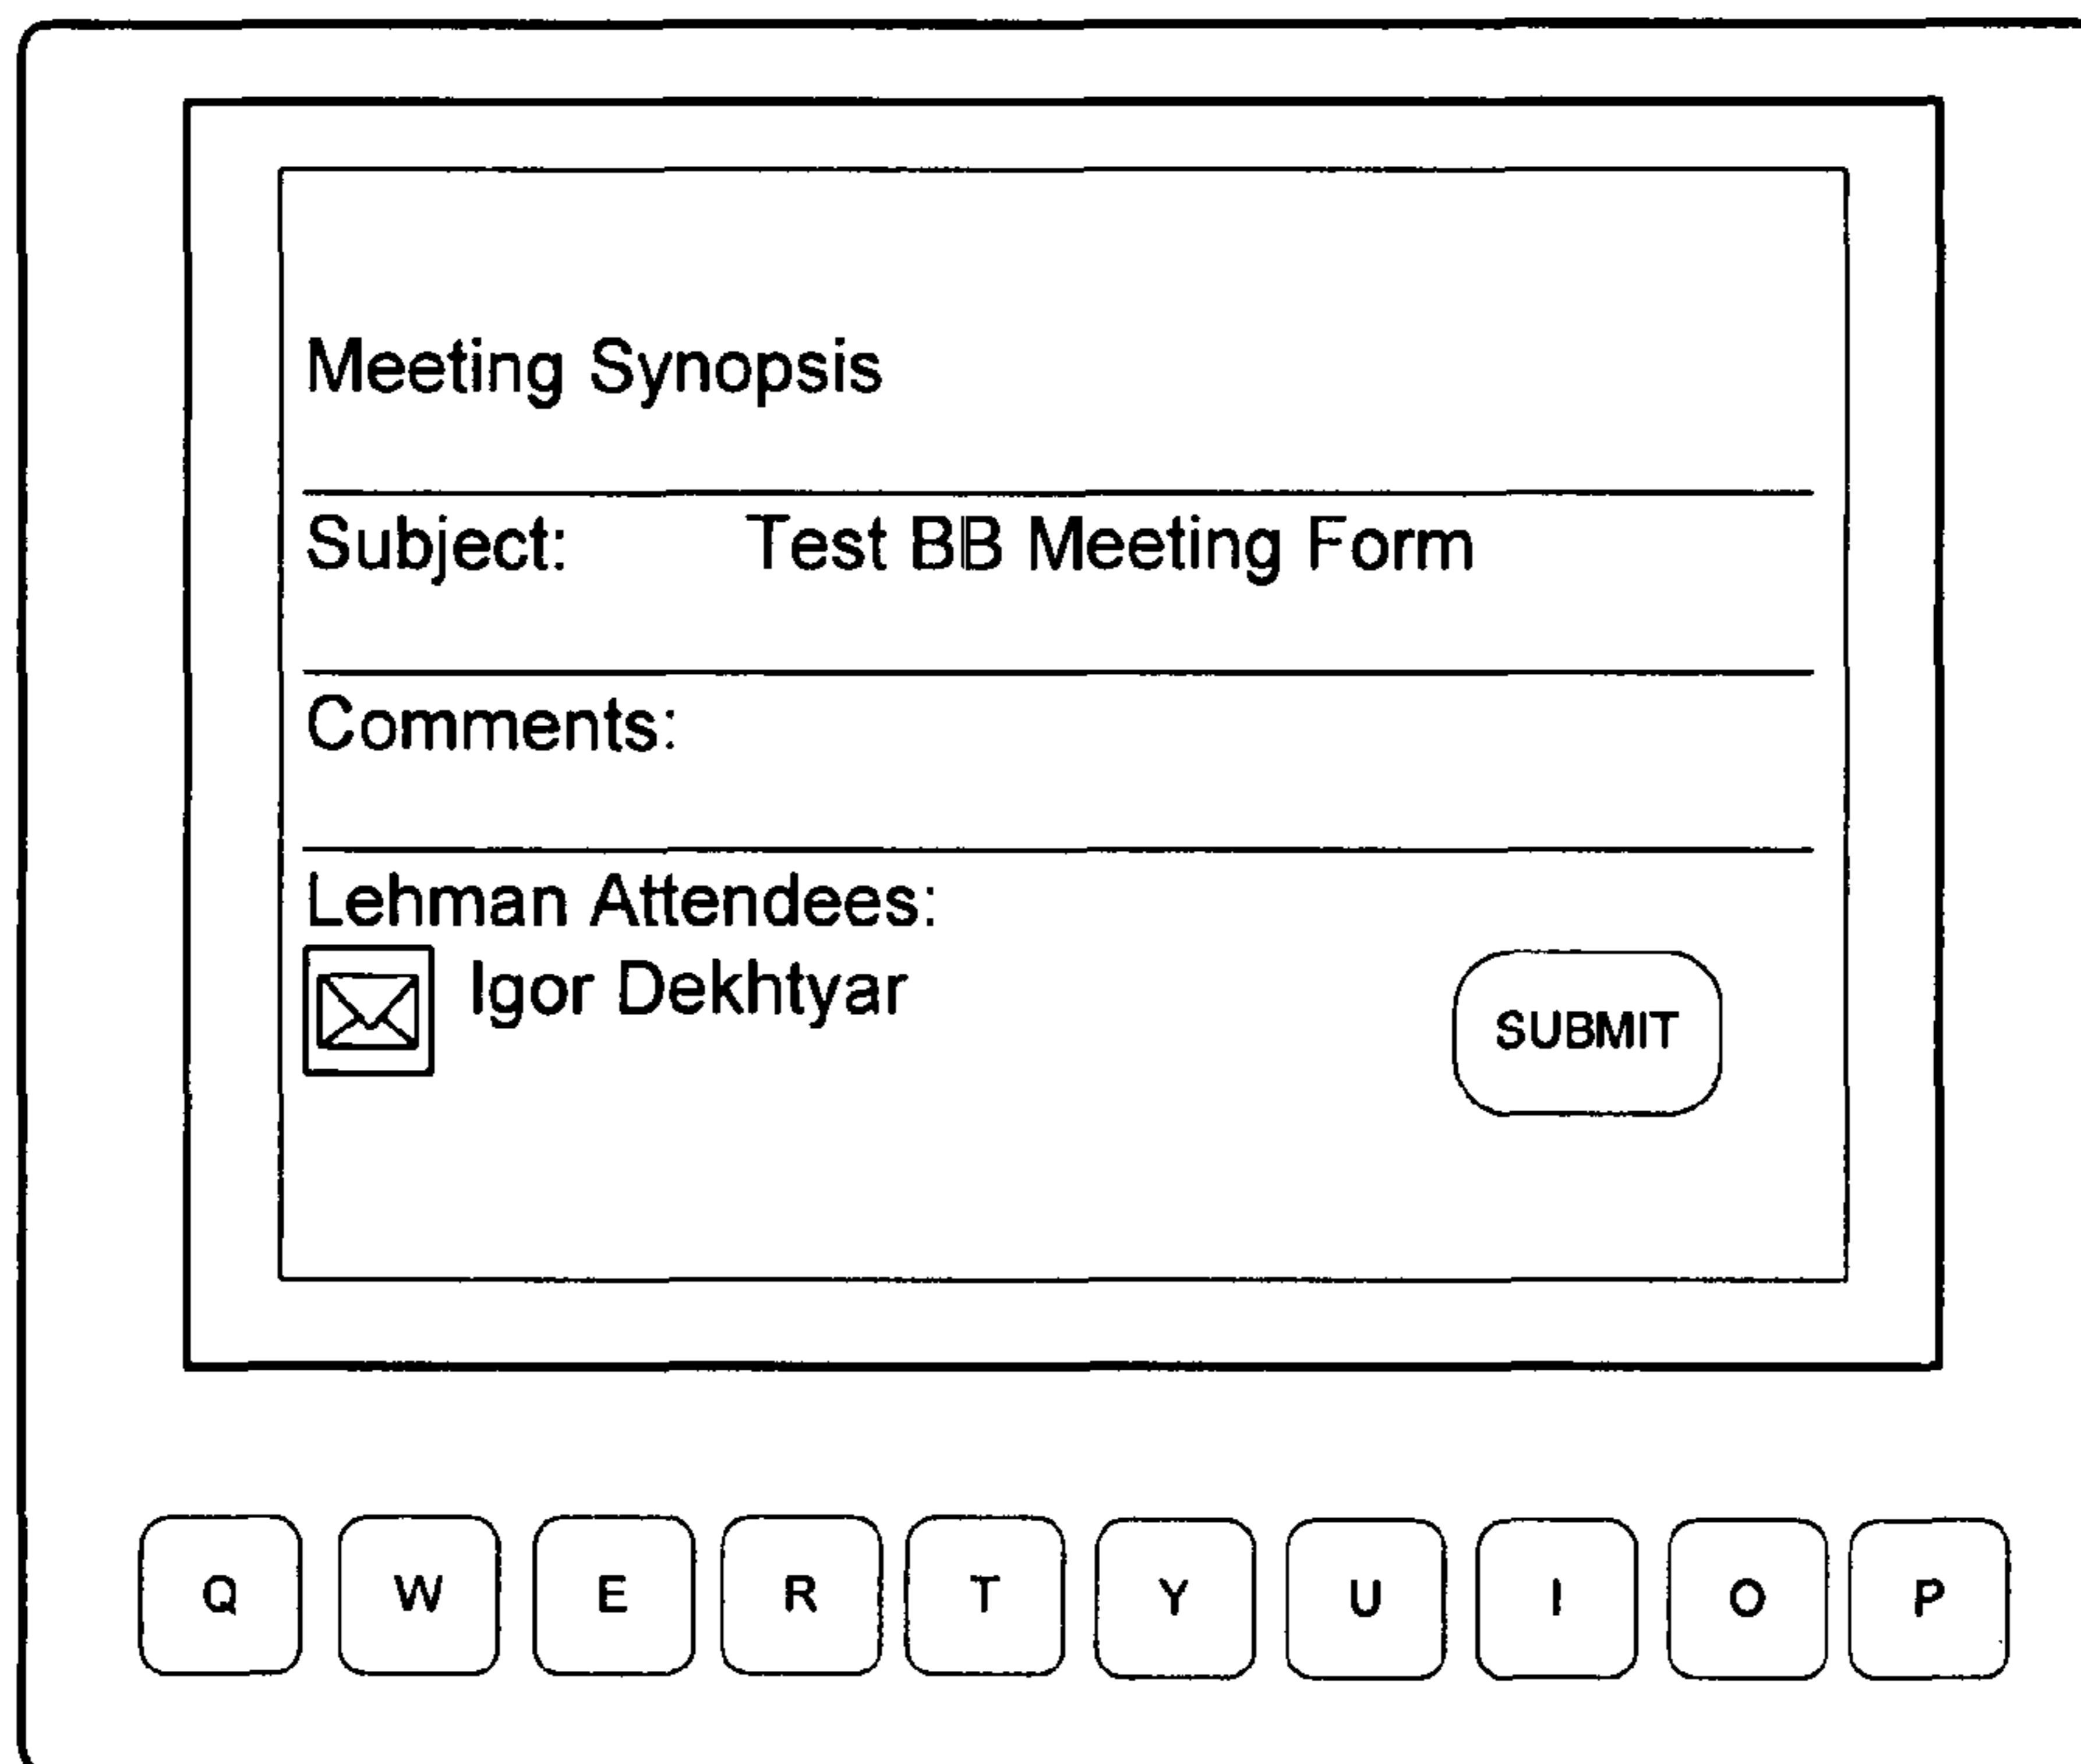 Meeting Synopsis
Subject: Test BB Meeting Form
Comments:
Lehman Attendees:
Igor Dekhtyar
SUBMIT
Q W E R T Y U I O P